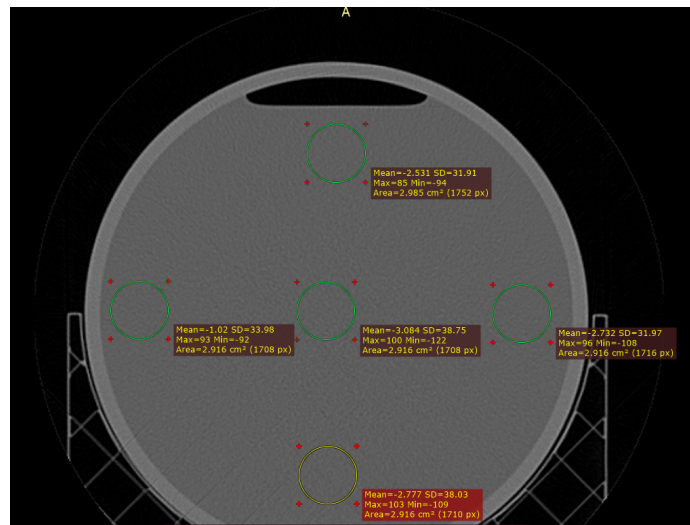 A
Mean=-2.531 SD=31.91
Max=85 Min=-94
Area=2.985 cm² (1752 px)
Mean=-1.02 SD=33.98
Max=93 Min=-92
Area=2.916 cm² (1708 px)
Mean=-3.084 SD=38.75
Max=100 Min=-122
Area=2.916 cm² (1708 px)
Mean=-2.732 SD=31.97
Max=96 Min=-108
Area=2.916 cm² (1716 px)
Mean=-2.777 SD=38.03
Max=103 Min=-109
Area=2.916 cm² (1710 px)